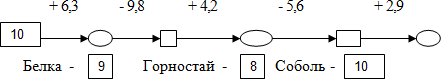 + 6,3 - 9,8 + 4,2 - 5,6 + 2,9
10
Белка - 9 Горностай - 8 Соболь - 10